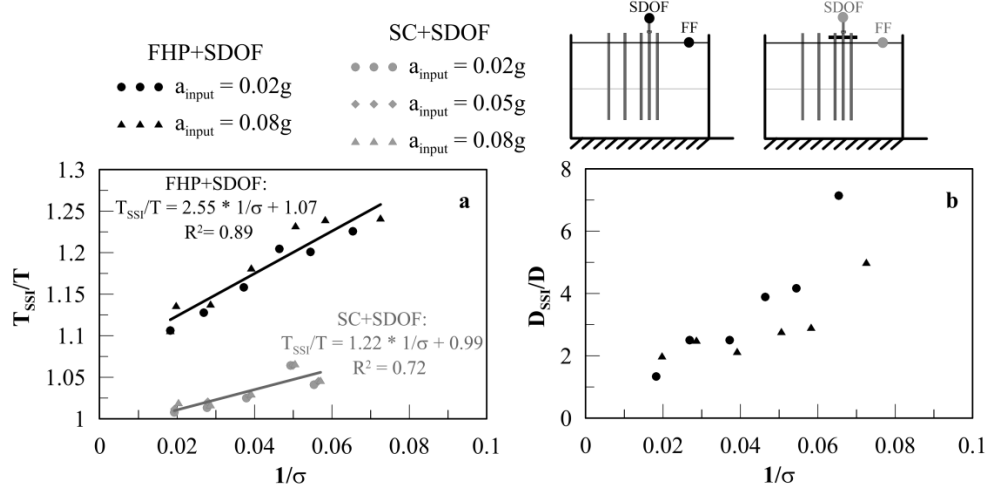 FHP+SDOF
a_input = 0.02g
a_input = 0.08g
SC+SDOF
a_input = 0.02g
a_input = 0.05g
a_input = 0.08g
SDOF
FF
SDOF
FF
a
FHP+SDOF:
T_SSI/T = 2.55 * 1/σ + 1.07
R² = 0.89
SC+SDOF:
T_SSI/T = 1.22 * 1/σ + 0.99
R² = 0.72
T_SSI/T
1.3
1.25
1.2
1.15
1.1
1.05
1
0 0.02 0.04 0.06 0.08 0.1
1/σ
b
D_SSI/D
8
6
4
2
0
0 0.02 0.04 0.06 0.08 0.1
1/σ